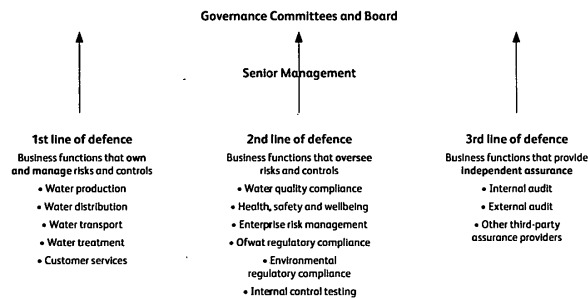 Governance Committees and Board
Senior Management
1st line of defence
Business functions that own
and manage risks and controls
• Water production
• Water distribution
• Water transport
• Water treatment
• Customer services
2nd line of defence
Business functions that oversee
risks and controls
• Water quality compliance
• Health, safety and wellbeing
• Enterprise risk management
• Ofwat regulatory compliance
• Environmental
regulatory compliance
• Internal control testing
3rd line of defence
Business functions that provide
independent assurance
• Internal audit
• External audit
• Other third-party
assurance providers